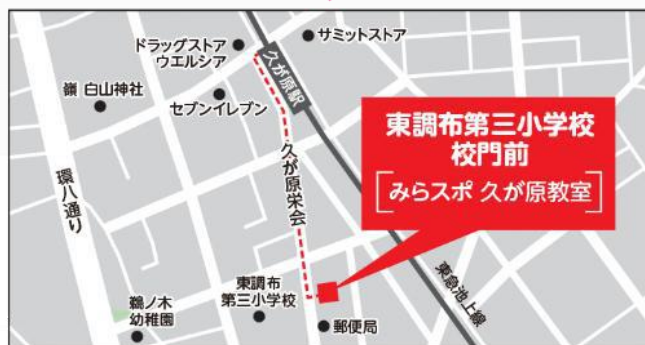 ドラッグストア
ウエルシア
サミットストア
嶺 白山神社
セブンイレブン
久が原駅
東調布第三小学校
校門前
[みらスポ 久が原教室]
環八通り
久が原栄会
東調布
第三小学校
鵜ノ木
幼稚園
郵便局
東急池上線